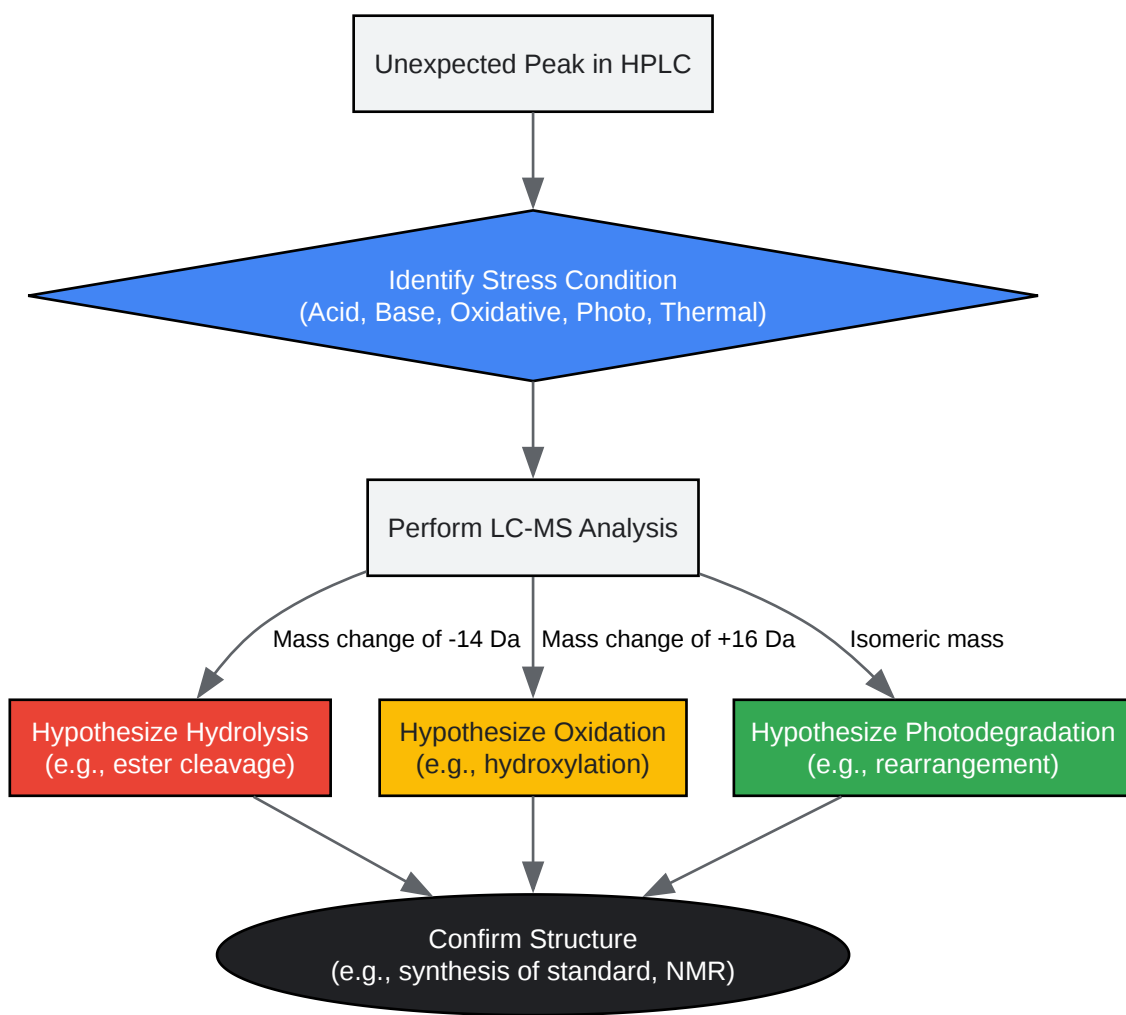 Unexpected Peak in HPLC
Identify Stress Condition
(Acid, Base, Oxidative, Photo, Thermal)
Perform LC-MS Analysis
Mass change of -14 Da
Mass change of +16 Da
Isomeric mass
Hypothesize Hydrolysis
(e.g., ester cleavage)
Hypothesize Oxidation
(e.g., hydroxylation)
Hypothesize Photodegradation
(e.g., rearrangement)
Confirm Structure
(e.g., synthesis of standard, NMR)